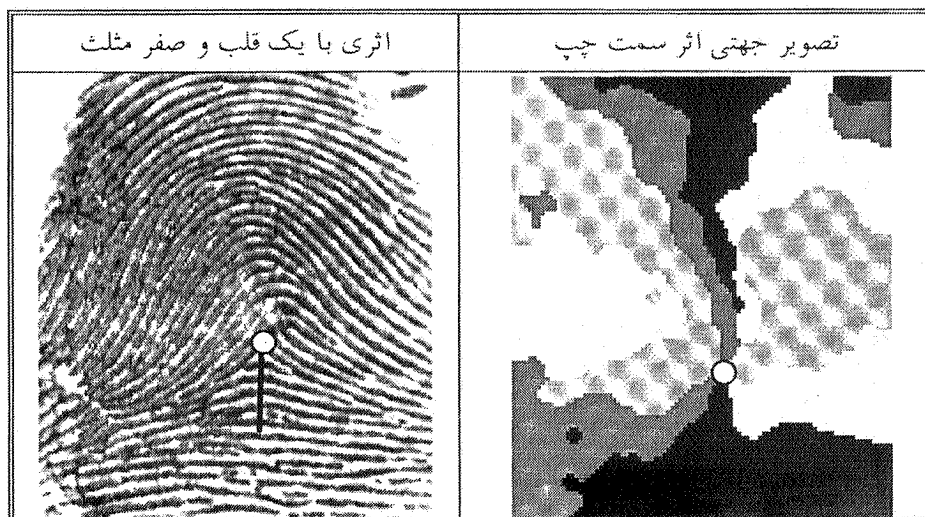 تصویر جهتی اثر سمت چپ
اثری با یک قلب و صفر مثلث